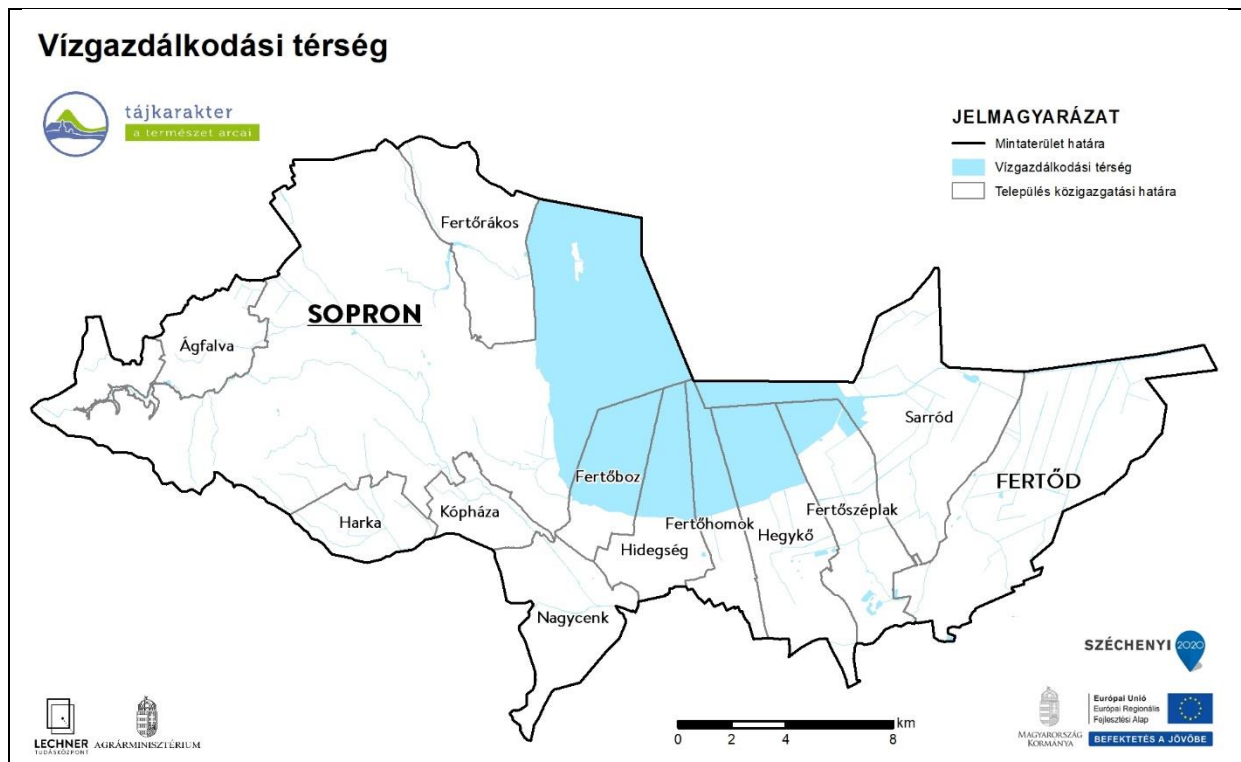 Vízgazdálkodási térség
tájkarakter
a természet arcai
JELMAGYARÁZAT
Mintaterület határa
Vízgazdálkodási térség
Település közigazgatási határa
Fertőrákos
SOPRON
Ágfalva
Sarród
FERTŐD
Fertőboz
Harka
Kópháza
Fertőhomok
Fertőszéplak
Hegykő
Hidegség
Nagycenk
SZÉCHENYI 2020
LECHNER
TUDÁSKÖZPONT
AGRÁRMINISZTÉRIUM
km
0 2 4 8
MAGYARORSZÁG
KORMÁNYA
Európai Unió
Európai Regionális
Fejlesztési Alap
BEFEKTETÉS A JÖVŐBE